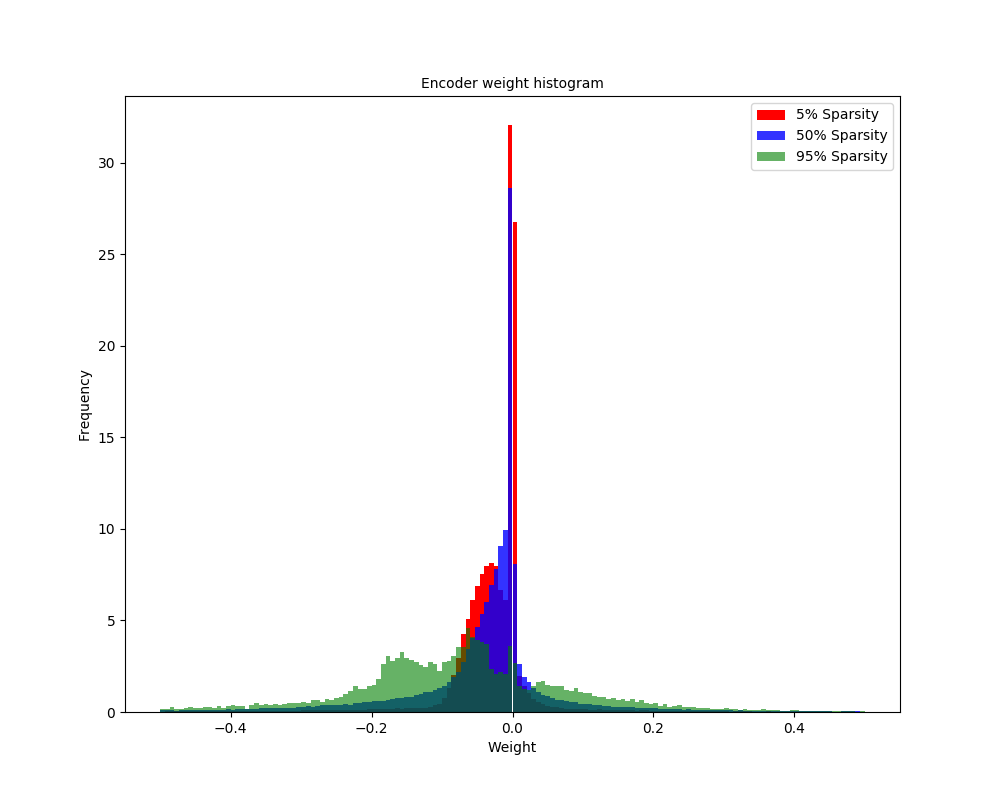 Encoder weight histogram
5% Sparsity
50% Sparsity
95% Sparsity
Frequency
30
25
20
15
10
5
0
−0.4
−0.2
0.0
0.2
0.4
Weight